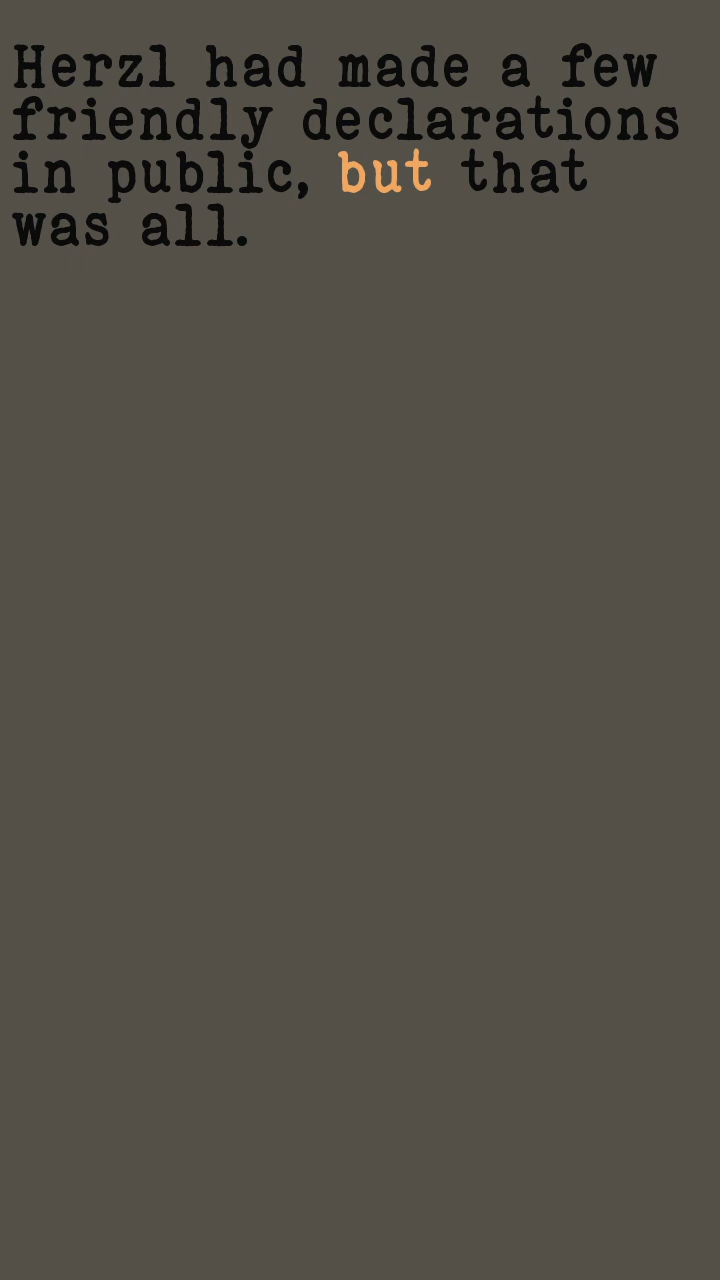 Herzl had made a few
friendly declarations
in public, but that
was all.